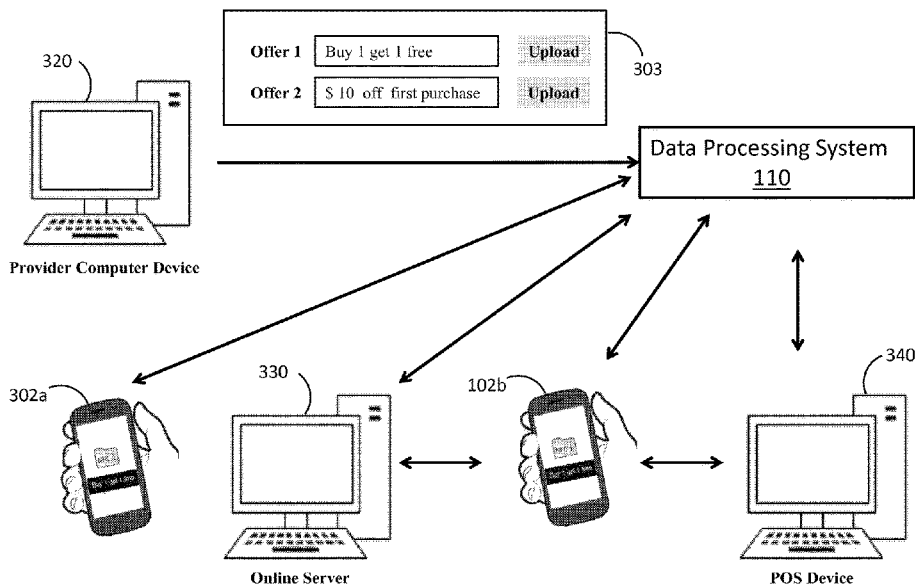 Offer 1 Buy 1 get 1 free Upload
303
320
Offer 2 $ 10 off first purchase Upload
Data Processing System
110
Provider Computer Device
302a
330
102b
340
Online Server
POS Device